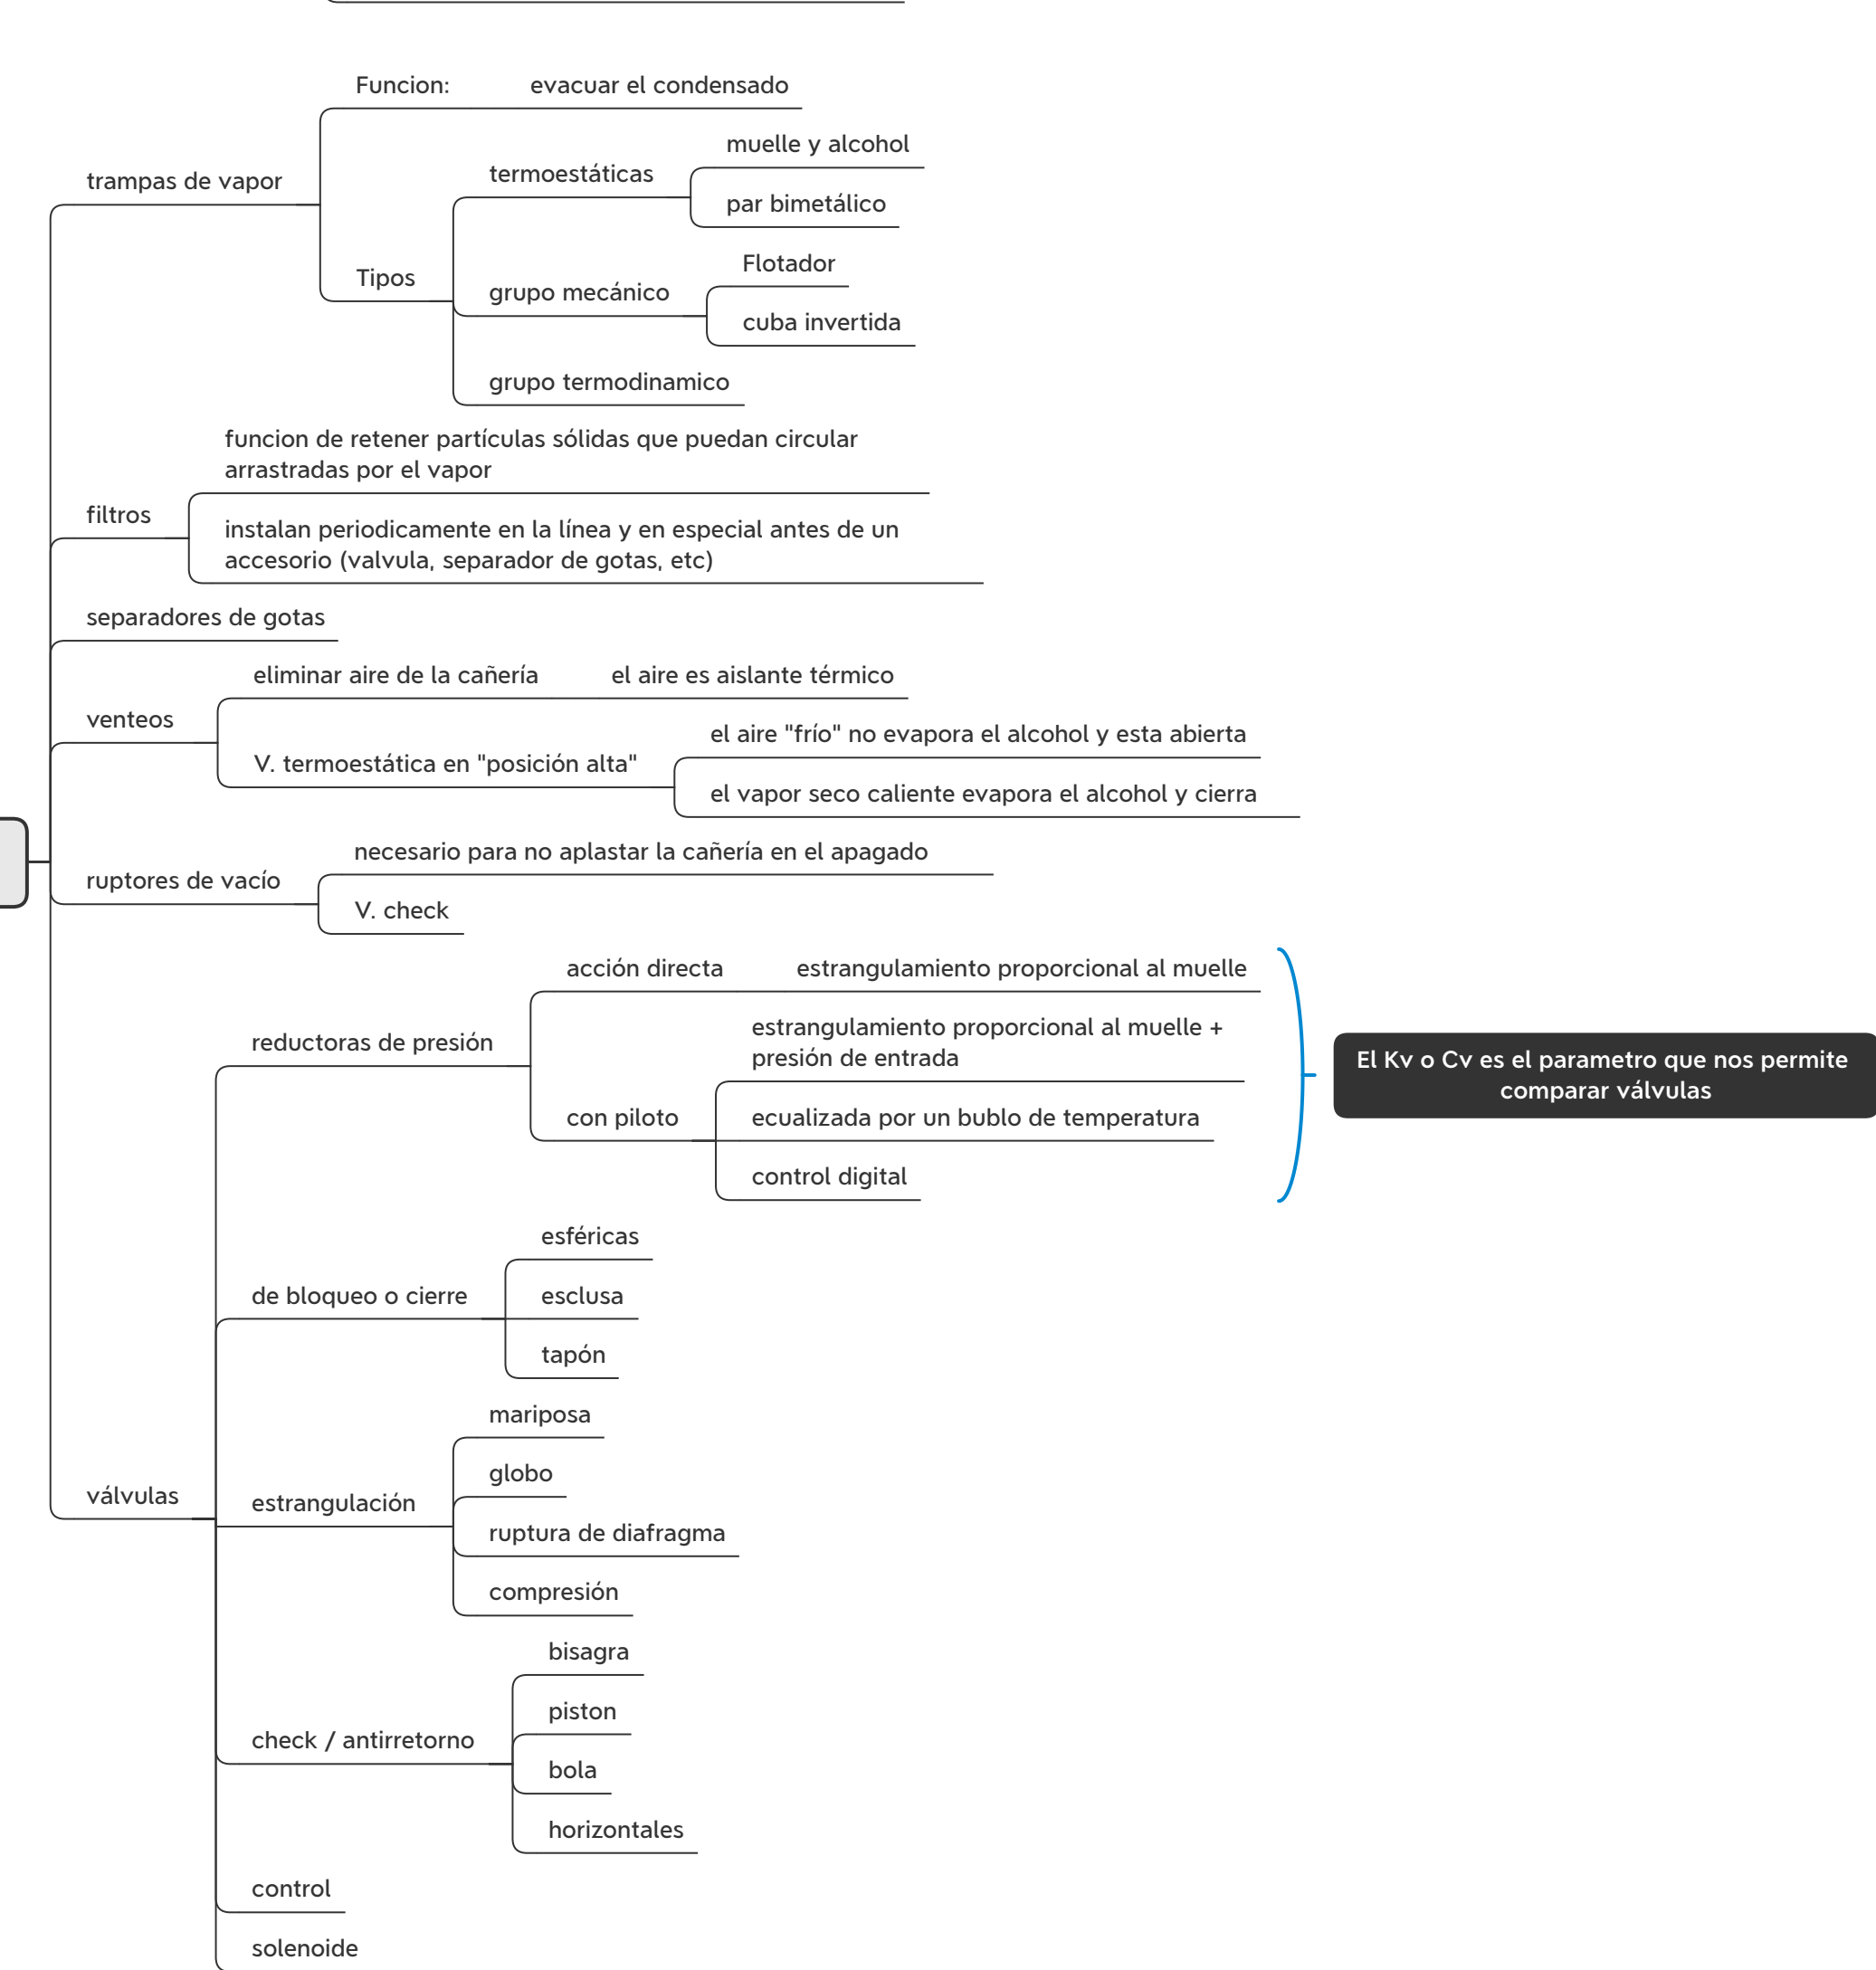 trampas de vapor
Funcion:
evacuar el condensado
Tipos
termoestáticas
muelle y alcohol
par bimetálico
grupo mecánico
Flotador
cuba invertida
grupo termodinamico
filtros
funcion de retener partículas sólidas que puedan circular
arrastradas por el vapor
instalan periodicamente en la línea y en especial antes de un
accesorio (valvula, separador de gotas, etc)
separadores de gotas
venteos
eliminar aire de la cañería
el aire es aislante térmico
V. termoestática en "posición alta"
el aire "frío" no evapora el alcohol y esta abierta
el vapor seco caliente evapora el alcohol y cierra
ruptores de vacío
necesario para no aplastar la cañería en el apagado
V. check
válvulas
reductoras de presión
acción directa
estrangulamiento proporcional al muelle
con piloto
estrangulamiento proporcional al muelle +
presión de entrada
ecualizada por un bublo de temperatura
control digital
El Kv o Cv es el parametro que nos permite
comparar válvulas
de bloqueo o cierre
esféricas
esclusa
tapón
estrangulación
mariposa
globo
ruptura de diafragma
compresión
check / antirretorno
bisagra
piston
bola
horizontales
control
solenoide